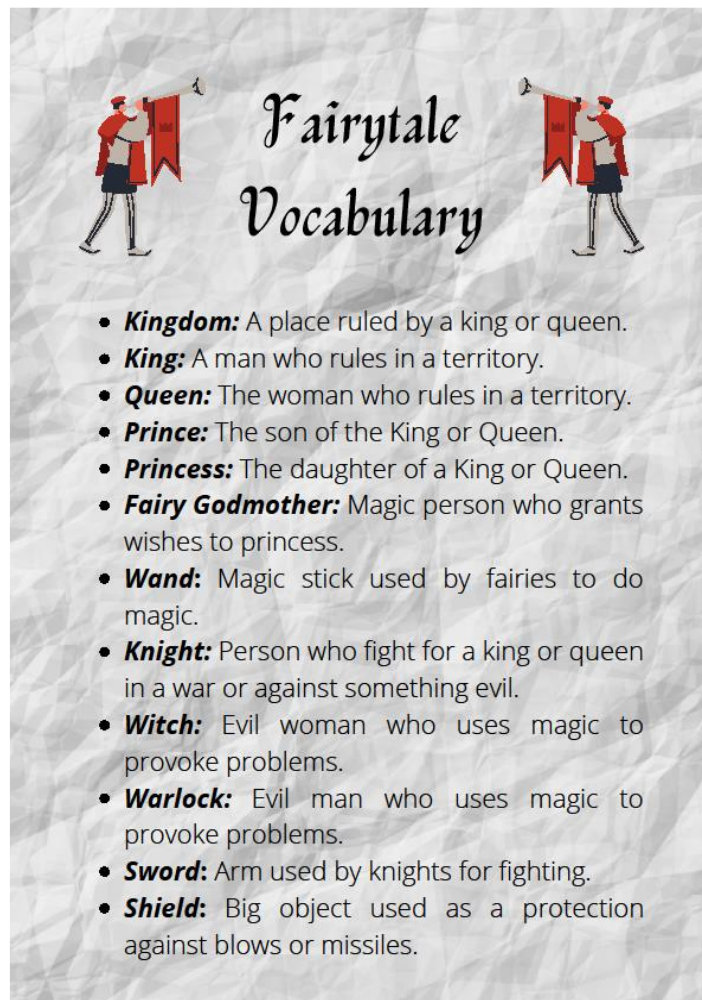 Fairytale
Vocabulary
• Kingdom: A place ruled by a king or queen.
• King: A man who rules in a territory.
• Queen: The woman who rules in a territory.
• Prince: The son of the King or Queen.
• Princess: The daughter of a King or Queen.
• Fairy Godmother: Magic person who grants
wishes to princess.
• Wand: Magic stick used by fairies to do
magic.
• Knight: Person who fight for a king or queen
in a war or against something evil.
• Witch: Evil woman who uses magic to
provoke problems.
• Warlock: Evil man who uses magic to
provoke problems.
• Sword: Arm used by knights for fighting.
• Shield: Big object used as a protection
against blows or missiles.